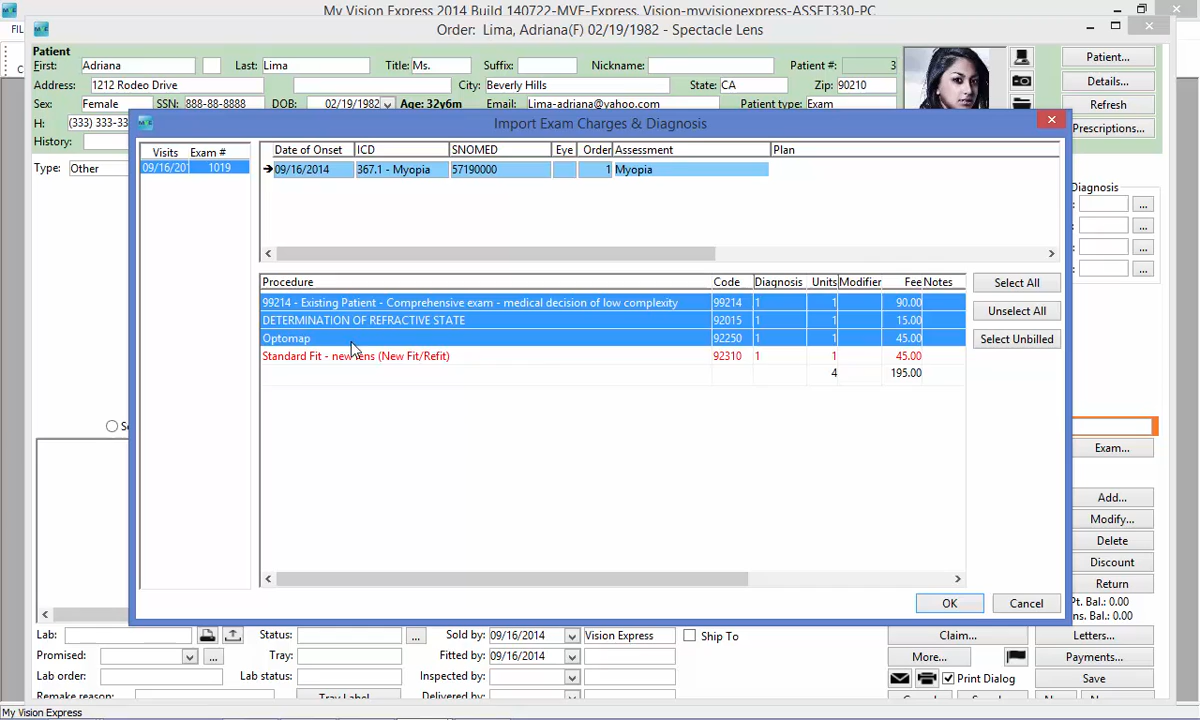 My Vision Express 2014 Build 140722-MVE-Express, Vision-myvisionexpress-ASSET330-PC
FIL
Order: Lima, Adriana(F) 02/19/1982 - Spectacle Lens
Patient
First: Adriana Last: Lima Title: Ms. Suffix: Nickname: Patient #: 3 Patient...
Address: 1212 Rodeo Drive City: Beverly Hills State: CA Zip: 90210 Details...
Sex: Female SSN: 888-88-8888 DOB: 02/19/1982 Age: 32y6m Email: Lima-adriana@yahoo.com Patient type: Exam Refresh
H: (333) 333-33
Prescriptions...
History:
Type: Other
Diagnosis
Import Exam Charges & Diagnosis
Visits Exam #
09/16/201 1019
Date of Onset ICD SNOMED Eye Order Assessment Plan
09/16/2014 367.1 - Myopia 57190000 1 Myopia
Procedure Code Diagnosis Units Modifier Fee Notes
99214 - Existing Patient - Comprehensive exam - medical decision of low complexity 99214 1 1 90.00
DETERMINATION OF REFRACTIVE STATE 92015 1 1 15.00
Optomap 92250 1 1 45.00
Standard Fit - new lens (New Fit/Refit) 92310 1 1 45.00
4 195.00
Select All
Unselect All
Select Unbilled
OK Cancel
Exam...
Add...
Modify...
Delete
Discount
Return
Pt. Bal.: 0.00
ns. Bal.: 0.00
Lab: Status: ... Sold by: 09/16/2014 Vision Express Ship To Claim... Letters...
Promised: ... Tray: Fitted by: 09/16/2014 More... Payments...
Lab order: Lab status: Inspected by: Print Dialog Save
Remake reason: Tray Label Delivered by:
My Vision Express